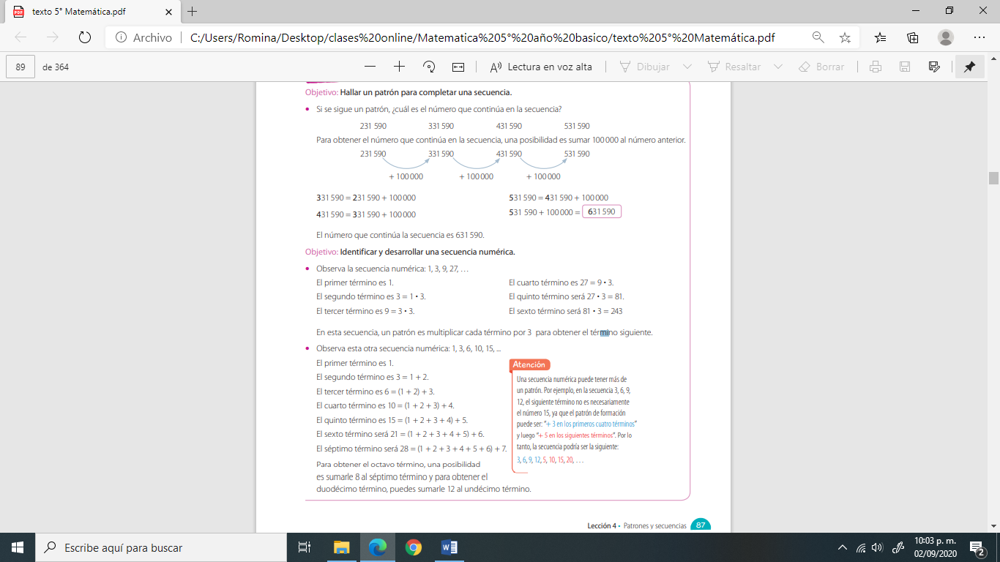 texto 5° Matemática.pdf
Archivo
C:/Users/Romina/Desktop/clases%20online/Matematica%205°%20año%20basico/texto%205°%20Matemática.pdf
89 de 364
Lectura en voz alta
Dibujar
Resaltar
Borrar
Objetivo: Hallar un patrón para completar una secuencia.
• Si se sigue un patrón, ¿cuál es el número que continúa en la secuencia?
231 590 331 590 431 590 531 590
Para obtener el número que continúa en la secuencia, una posibilidad es sumar 100 000 al número anterior.
231 590 331 590 431 590 531 590
+ 100 000 + 100 000 + 100 000
331 590 = 231 590 + 100 000
431 590 = 331 590 + 100 000
531 590 = 431 590 + 100 000
531 590 + 100 000 = 631 590
El número que continúa la secuencia es 631 590.
Objetivo: Identificar y desarrollar una secuencia numérica.
• Observa la secuencia numérica: 1, 3, 9, 27, …
El primer término es 1.
El segundo término es 3 = 1 • 3.
El tercer término es 9 = 3 • 3.
El cuarto término es 27 = 9 • 3.
El quinto término será 27 • 3 = 81.
El sexto término será 81 • 3 = 243
En esta secuencia, un patrón es multiplicar cada término por 3 para obtener el término siguiente.
• Observa esta otra secuencia numérica: 1, 3, 6, 10, 15, ...
El primer término es 1.
El segundo término es 3 = 1 + 2.
El tercer término es 6 = (1 + 2) + 3.
El cuarto término es 10 = (1 + 2 + 3) + 4.
El quinto término es 15 = (1 + 2 + 3 + 4) + 5.
El sexto término será 21 = (1 + 2 + 3 + 4 + 5) + 6.
El séptimo término será 28 = (1 + 2 + 3 + 4 + 5 + 6) + 7.
Para obtener el octavo término, una posibilidad
es sumarle 8 al séptimo término y para obtener el
duodécimo término, puedes sumarle 12 al undécimo término.
Atención
Una secuencia numérica puede tener más de
un patrón. Por ejemplo, en la secuencia 3, 6, 9,
12, el siguiente término no es necesariamente
el número 15, ya que el patrón de formación
puede ser: “+ 3 en los primeros cuatro términos”
y luego “+ 5 en los siguientes términos”. Por lo
tanto, la secuencia podría ser la siguiente:
3, 6, 9, 12, 5, 10, 15, 20, …
Lección 4 • Patrones y secuencias 87
Escribe aquí para buscar
10:03 p. m.
02/09/2020
2